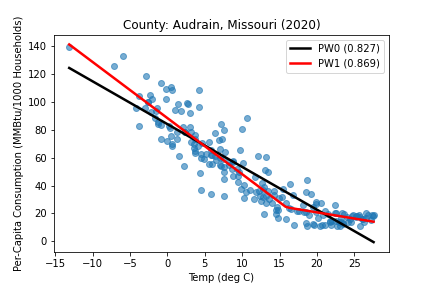 County: Audrain, Missouri (2020)
Per-Capita Consumption (MMBtu/1000 Households)
140
120
100
80
60
40
20
0
PW0 (0.827)
PW1 (0.869)
−15 −10 −5 0 5 10 15 20 25
Temp (deg C)